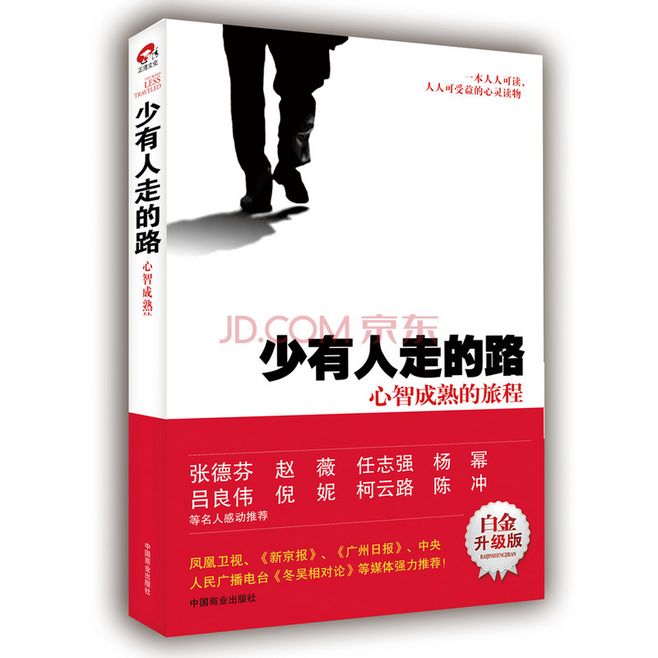 正清文化
THE ROAD
LESS
TRAVELED
少有人走的路
心智成熟
一本人人可读，
人人可受益的心灵读物
JD.COM 京东
少有人走的路
心智成熟的旅程
张德芬 赵 薇 任志强 杨 幂
吕良伟 倪 妮 柯云路 陈 冲
等名人感动推荐
白金
升级版
BAIJINSHENGJIBAN
凤凰卫视、《新京报》、《广州日报》、中央
人民广播电台《冬吴相对论》等媒体强力推荐！
中国商业出版社
中国商业出版社